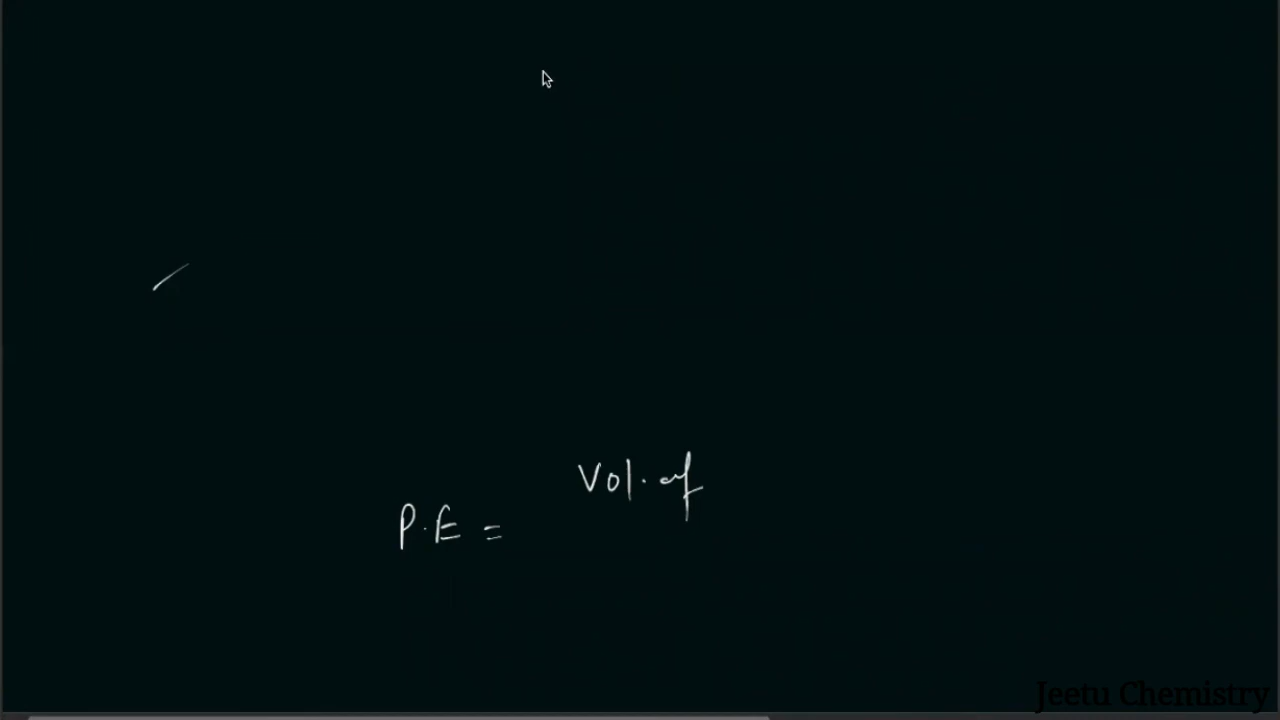 Vol. of
P.E =
Jeetu Chemistry